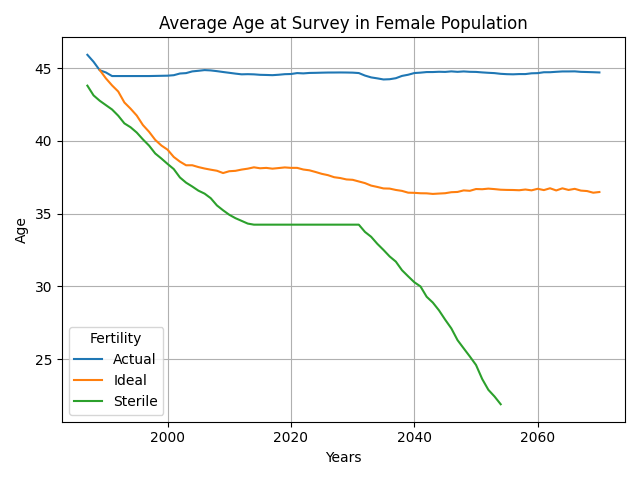 Average Age at Survey in Female Population
45
40
35
30
25
Age
Fertility
Actual
Ideal
Sterile
2000
2020
2040
2060
Years